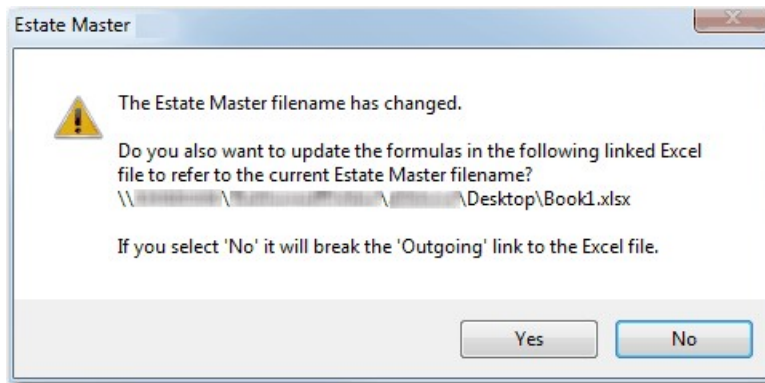 Estate Master
The Estate Master filename has changed.
Do you also want to update the formulas in the following linked Excel
file to refer to the current Estate Master filename?
\\ \ \ \Desktop\Book1.xlsx
If you select 'No' it will break the 'Outgoing' link to the Excel file.
Yes
No